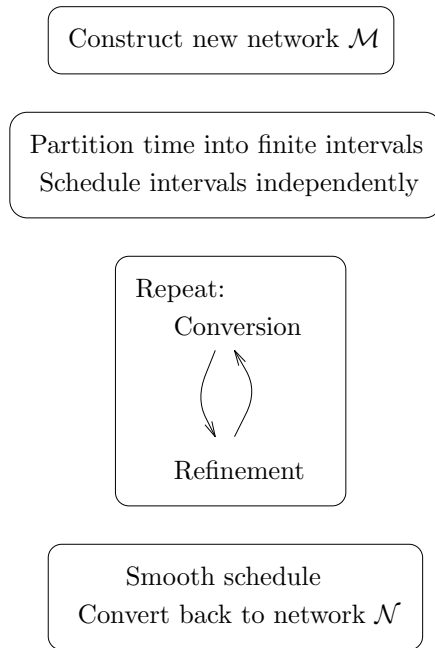 Construct new network ℳ
Partition time into finite intervals
Schedule intervals independently
Repeat:
Conversion
Refinement
Smooth schedule
Convert back to network 𝒩